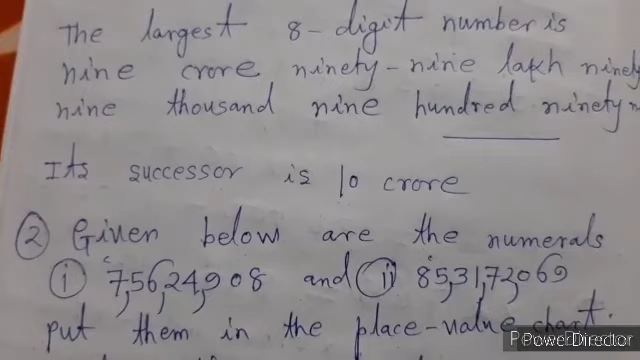 The largest 8-digit number is
nine crore ninety-nine lakh ninety
nine thousand nine hundred ninety n
Its successor is 10 crore
② Given below are the numerals
(i) 7,56,24,908 and (ii) 85,31,72,069
put them in the place-value chart.
PowerDirector